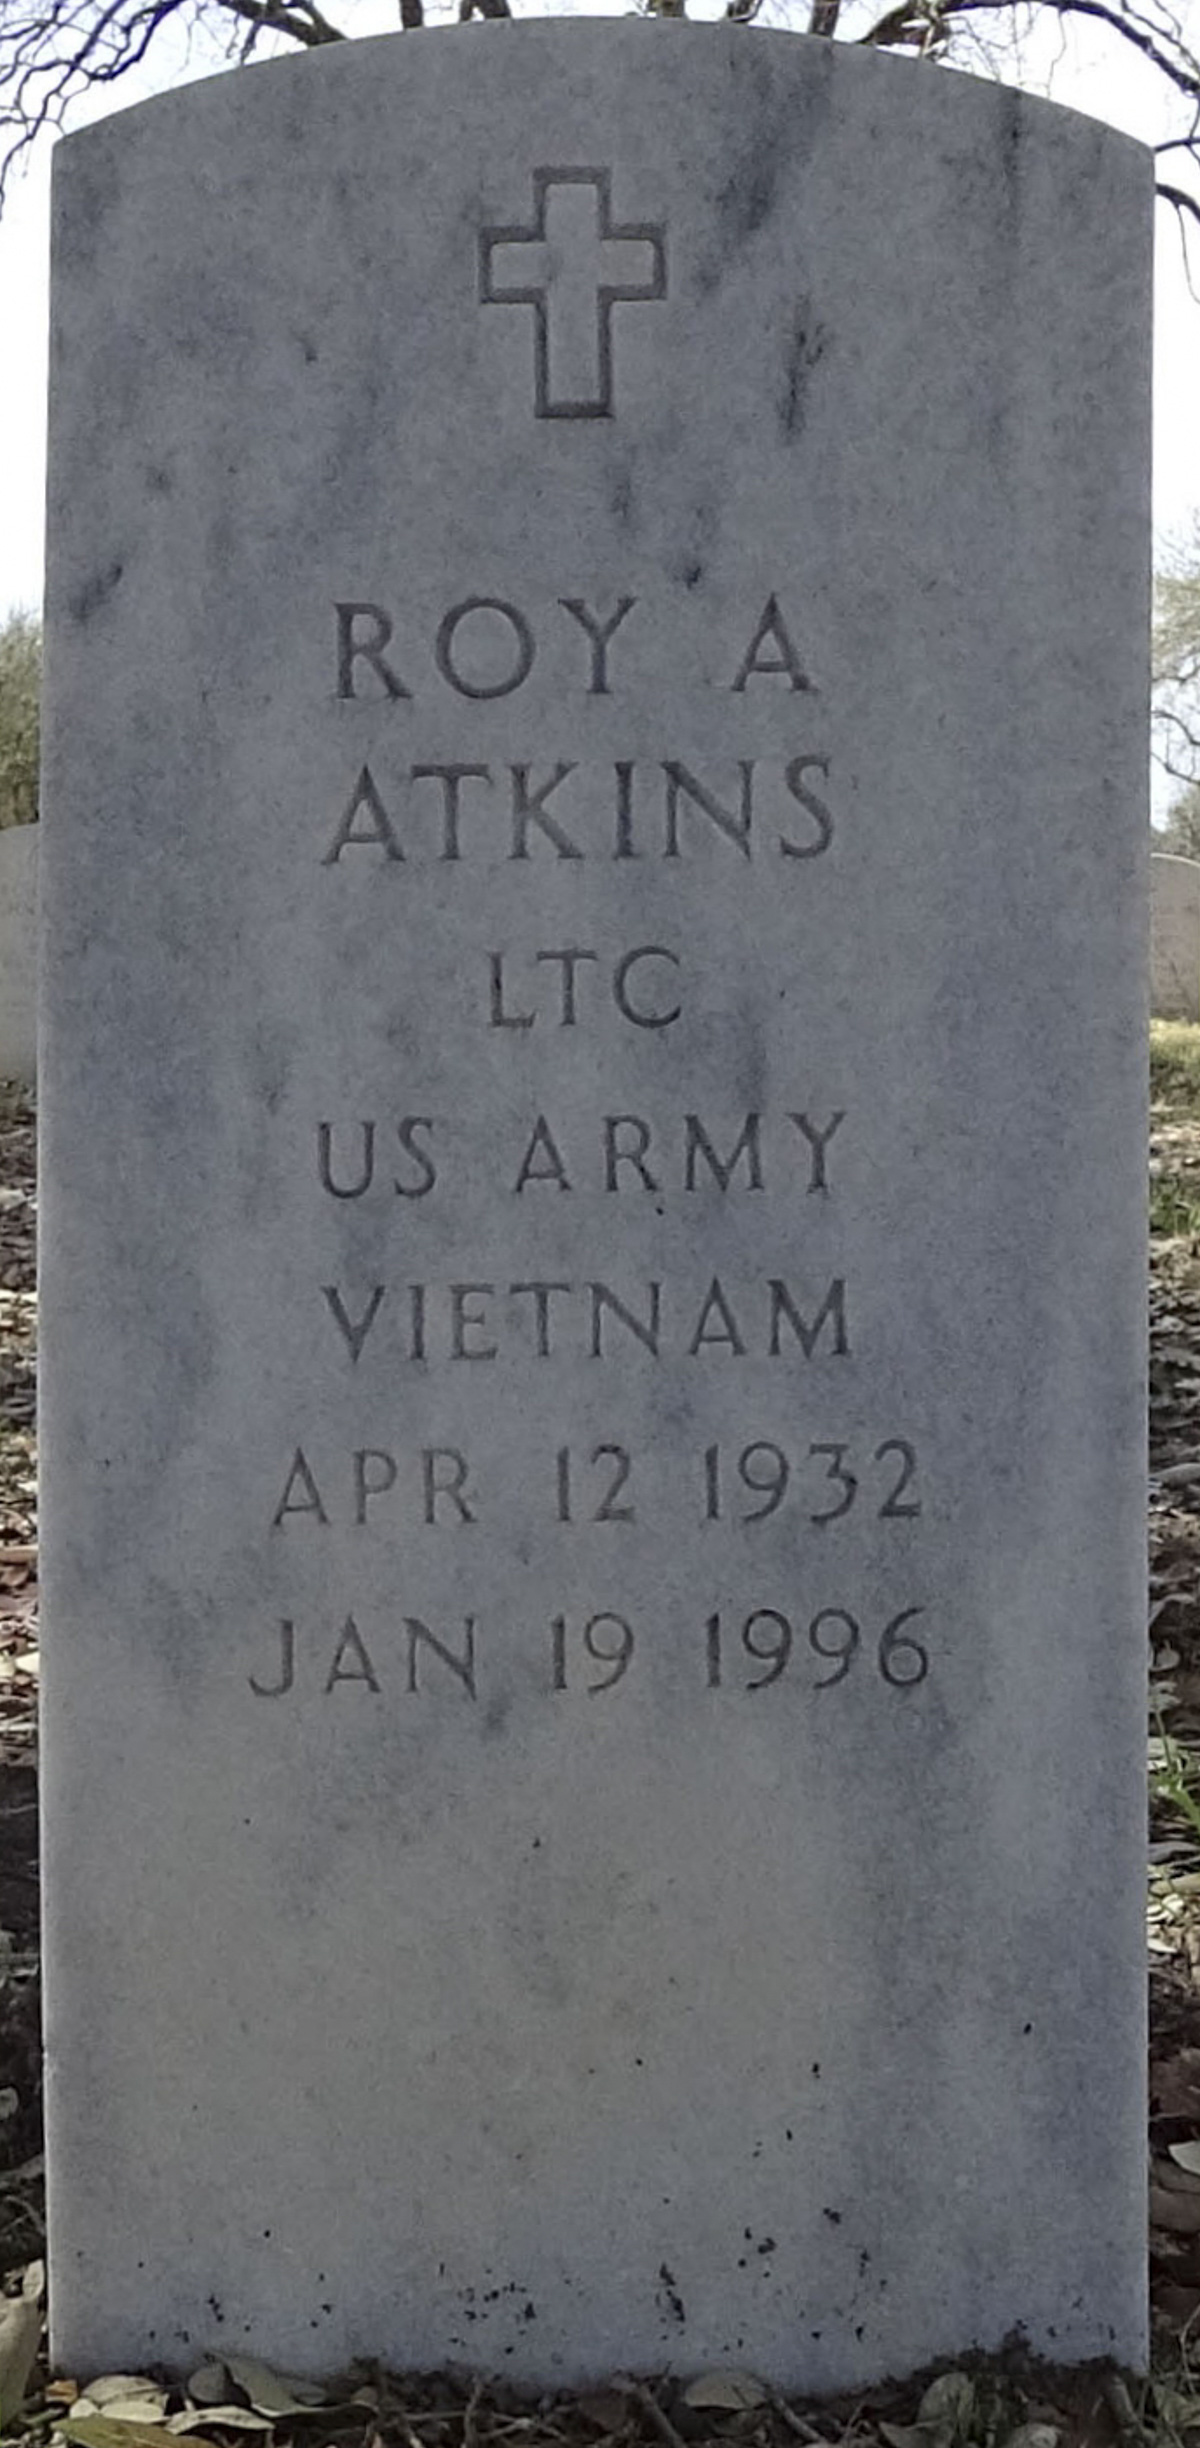 ROY A
ATKINS
LTC
US ARMY
VIETNAM
APR 12 1932
JAN 19 1996